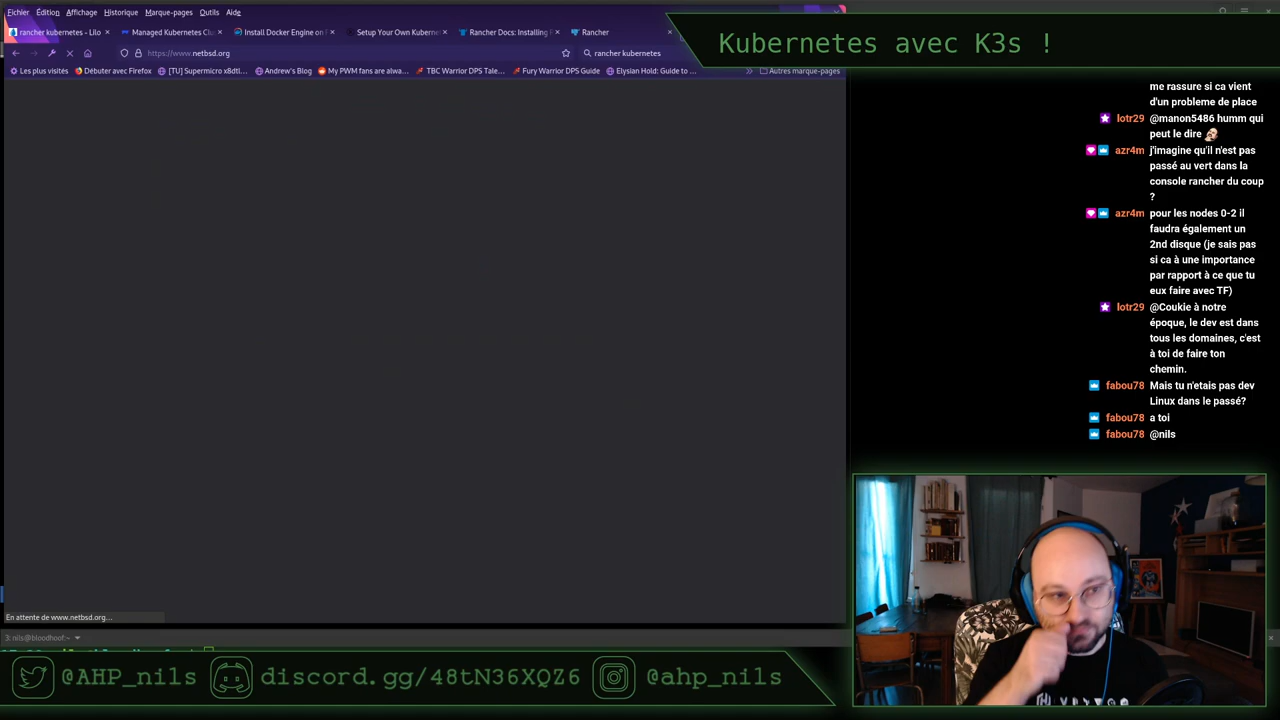 Fichier Édition Affichage Historique Marque-pages Outils Aide
rancher kubernetes - Lilo
Managed Kubernetes Clu
Install Docker Engine on
Setup Your Own Kuberne
Rancher Docs: Installing
Rancher
https://www.netbsd.org
rancher kubernetes
Les plus visités
Débuter avec Firefox
[TU] Supermicro x8dtl...
Andrew's Blog
My PWM fans are alwa...
TBC Warrior DPS Tale...
Fury Warrior DPS Guide
Elysian Hold: Guide to ...
Autres marque-pages
Kubernetes avec K3s !
me rassure si ca vient
d'un probleme de place
lotr29 @manon5486 humm qui
peut le dire
azr4m j'imagine qu'il n'est pas
passé au vert dans la
console rancher du coup
?
azr4m pour les nodes 0-2 il
faudra également un
2nd disque (je sais pas
si ca à une importance
par rapport à ce que tu
eux faire avec TF)
lotr29 @Coukie à notre
époque, le dev est dans
tous les domaines, c'est
à toi de faire ton
chemin.
fabou78 Mais tu n'etais pas dev
Linux dans le passé?
fabou78 a toi
fabou78 @nils
En attente de www.netbsd.org...
3: nils@bloodhoof:~
@AHP_nils
discord.gg/48tN36XQZ6
@ahp_nils